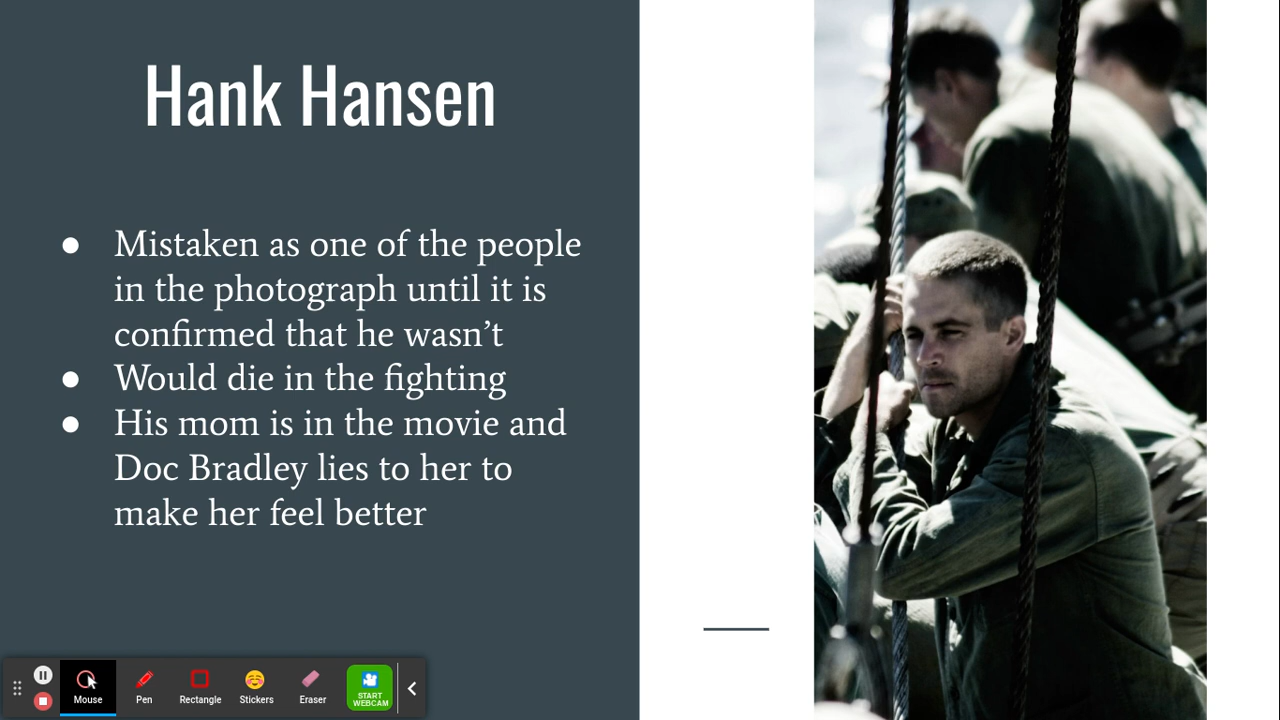 Hank Hansen
● Mistaken as one of the people
in the photograph until it is
confirmed that he wasn’t
● Would die in the fighting
● His mom is in the movie and
Doc Bradley lies to her to
make her feel better
Mouse
Pen
Rectangle
Stickers
Eraser
START
WEBCAM